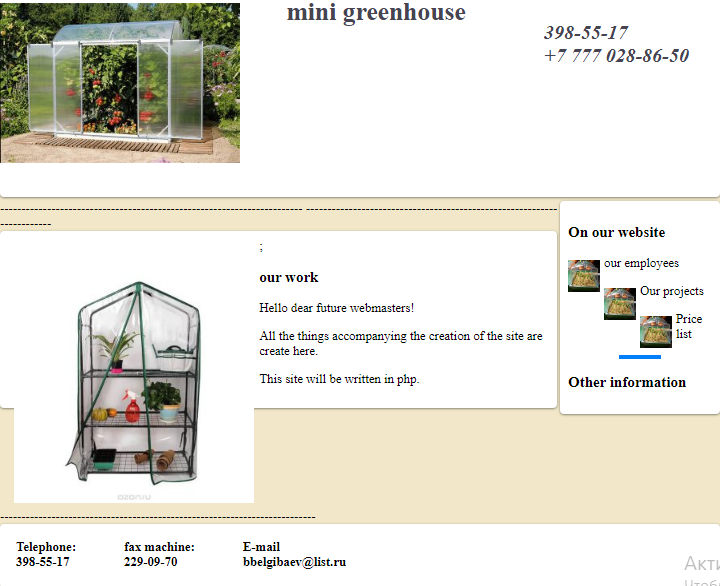 mini greenhouse
398-55-17
+7 777 028-86-50
;
our work
Hello dear future webmasters!
All the things accompanying the creation of the site are
create here.
This site will be written in php.
On our website
our employees
Our projects
Price
list
Other information
Telephone:
398-55-17
fax machine:
229-09-70
E-mail
bbelgibaev@list.ru